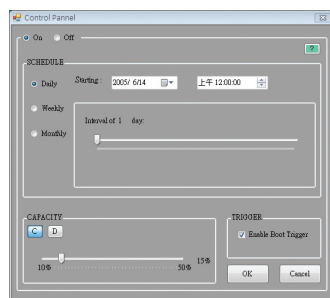 Control Pannel
On Off
?
SCHEDULE
Daily Starting : 2005/ 6/14 上午 12:00:00
Weekly
Interval of 1 day:
Monthly
CAPACITY
C D
15%
10% 50%
TRIGGER
Enable Boot Trigger
OK Cancel